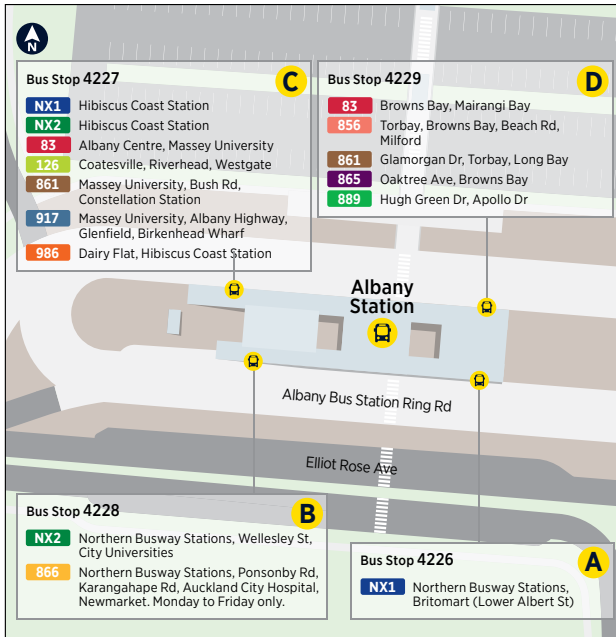 N
Bus Stop 4227
C
NX1 Hibiscus Coast Station
NX2 Hibiscus Coast Station
83 Albany Centre, Massey University
126 Coatesville, Riverhead, Westgate
861 Massey University, Bush Rd,
Constellation Station
917 Massey University, Albany Highway,
Glenfield, Birkenhead Wharf
986 Dairy Flat, Hibiscus Coast Station
Bus Stop 4229
D
83 Browns Bay, Mairangi Bay
856 Torbay, Browns Bay, Beach Rd,
Milford
861 Glamorgan Dr, Torbay, Long Bay
865 Oaktree Ave, Browns Bay
889 Hugh Green Dr, Apollo Dr
Albany
Station
Albany Bus Station Ring Rd
Elliot Rose Ave
Bus Stop 4228
B
NX2 Northern Busway Stations, Wellesley St,
City Universities
866 Northern Busway Stations, Ponsonby Rd,
Karangahape Rd, Auckland City Hospital,
Newmarket. Monday to Friday only.
Bus Stop 4226
A
NX1 Northern Busway Stations,
Britomart (Lower Albert St)